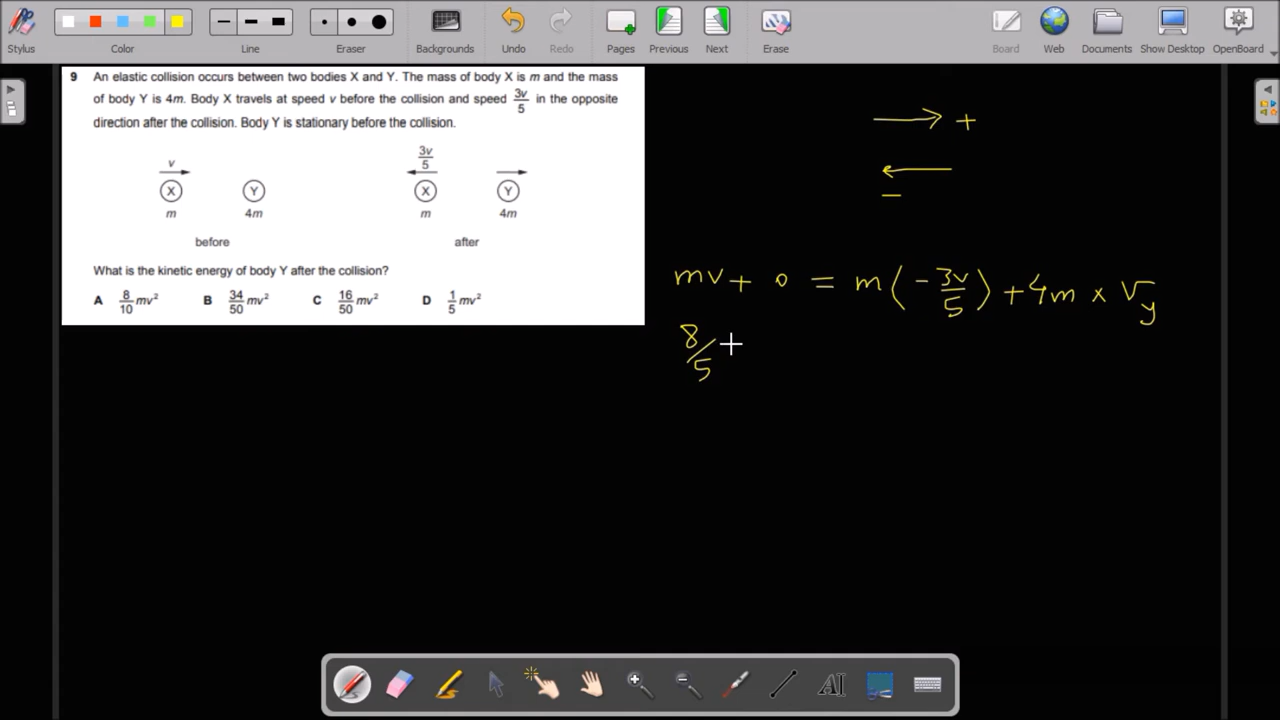 Stylus Color Line Eraser Backgrounds Undo Redo Pages Previous Next Erase Board Web Documents Show Desktop OpenBoard
9 An elastic collision occurs between two bodies X and Y. The mass of body X is m and the mass
of body Y is 4m. Body X travels at speed v before the collision and speed 3v/5 in the opposite
direction after the collision. Body Y is stationary before the collision.
v 3v/5
X Y X Y
m 4m m 4m
before after
What is the kinetic energy of body Y after the collision?
A 8/10 mv² B 34/50 mv² C 16/50 mv² D 1/5 mv²
+
−
mv + 0 = m(−3v/5) + 4m × Vy
8/5
AI